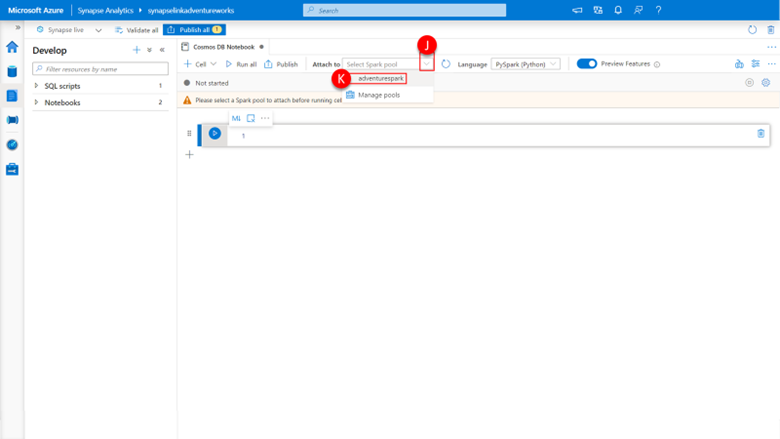 Microsoft Azure Synapse Analytics ▸ synapselinkadventureworks Search
» Synapse live Validate all Publish all 1
Develop
Filter resources by name
SQL scripts 1
Notebooks 2
Cosmos DB Notebook
J
+ Cell Run all Publish Attach to Select Spark pool Language PySpark (Python) Preview Features
K adventurespark
Not started
Manage pools
Please select a Spark pool to attach before running cell
M↓
1